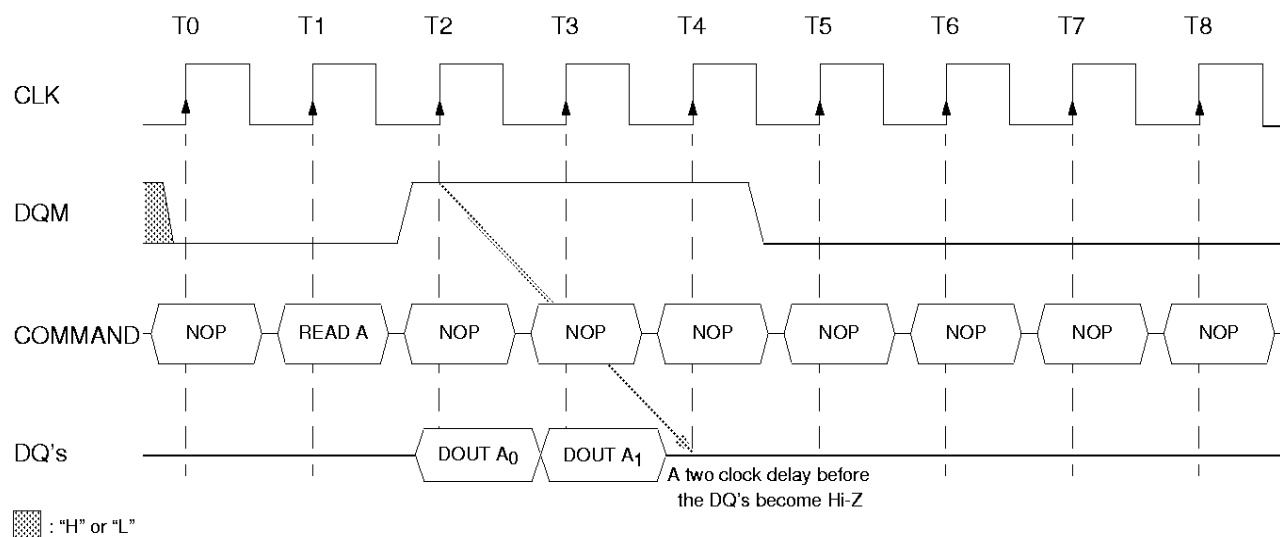 T0 T1 T2 T3 T4 T5 T6 T7 T8
CLK
DQM
COMMAND NOP READ A NOP NOP NOP NOP NOP NOP NOP
DQ's DOUT A0 DOUT A1
A two clock delay before
the DQ's become Hi-Z
: “H” or “L”